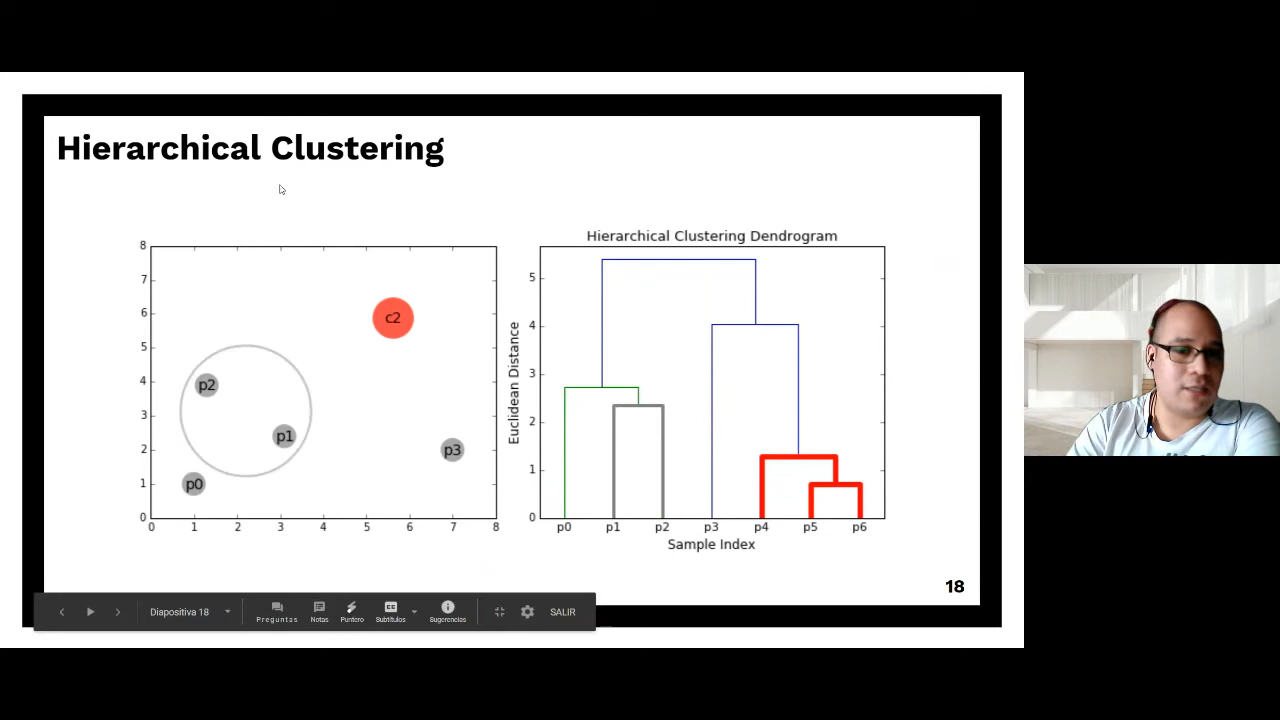 Hierarchical Clustering
8
7
6
5
4
3
2
1
0
0 1 2 3 4 5 6 7 8
c2
p2
p1
p3
p0
Hierarchical Clustering Dendrogram
Euclidean Distance
5
4
3
2
1
0
p0 p1 p2 p3 p4 p5 p6
Sample Index
18
Diapositiva 18
Preguntas Notas Puntero Subtítulos Sugerencias
CC
SALIR